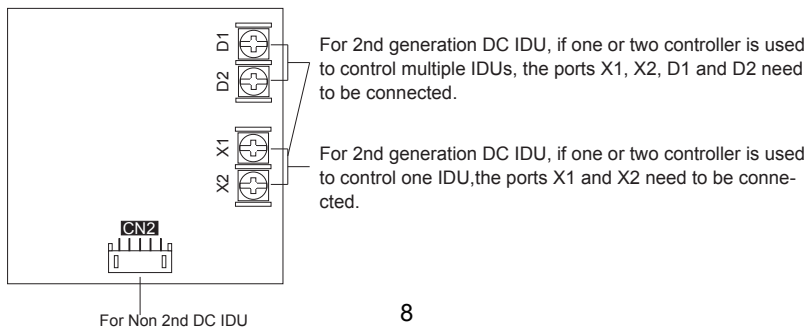 D1
D2
X1
X2
CN2
For 2nd generation DC IDU, if one or two controller is used
to control multiple IDUs, the ports X1, X2, D1 and D2 need
to be connected.
For 2nd generation DC IDU, if one or two controller is used
to control one IDU,the ports X1 and X2 need to be conne-
cted.
For Non 2nd DC IDU
8